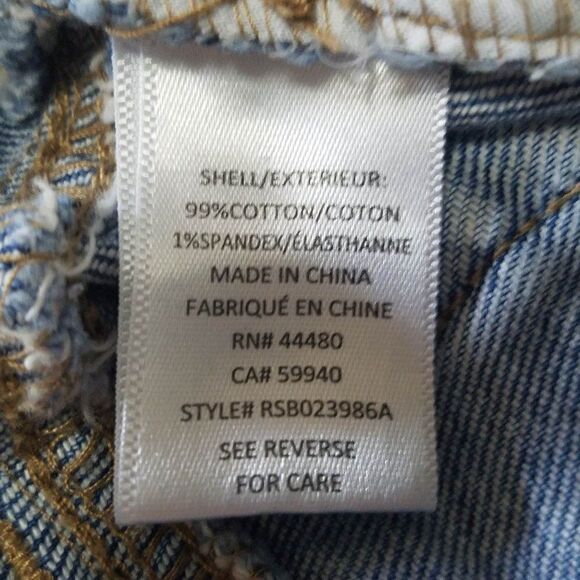 SHELL/EXTERIEUR:
99%COTTON/COTON
1%SPANDEX/ÉLASTHANNE
MADE IN CHINA
FABRIQUÉ EN CHINE
RN# 44480
CA# 59940
STYLE# RSB023986A
SEE REVERSE
FOR CARE